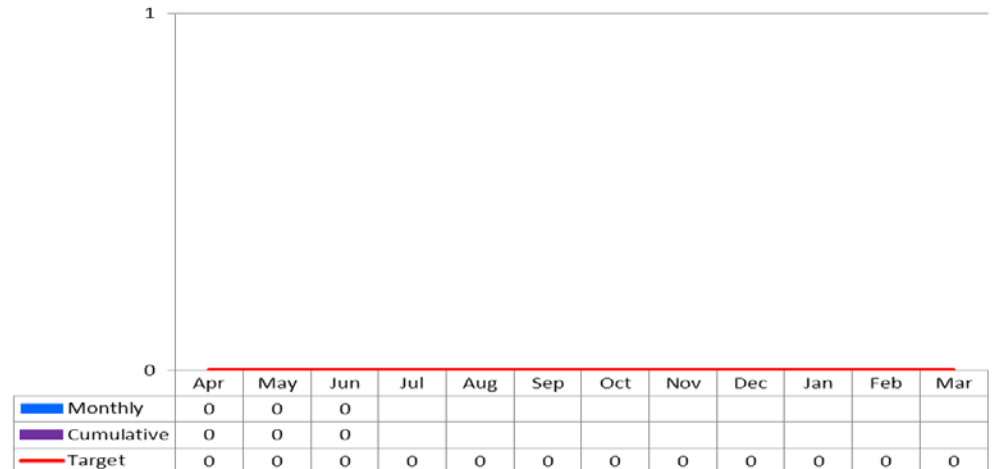 1
0
Apr May Jun Jul Aug Sep Oct Nov Dec Jan Feb Mar
Monthly 0 0 0
Cumulative 0 0 0
Target 0 0 0 0 0 0 0 0 0 0 0 0